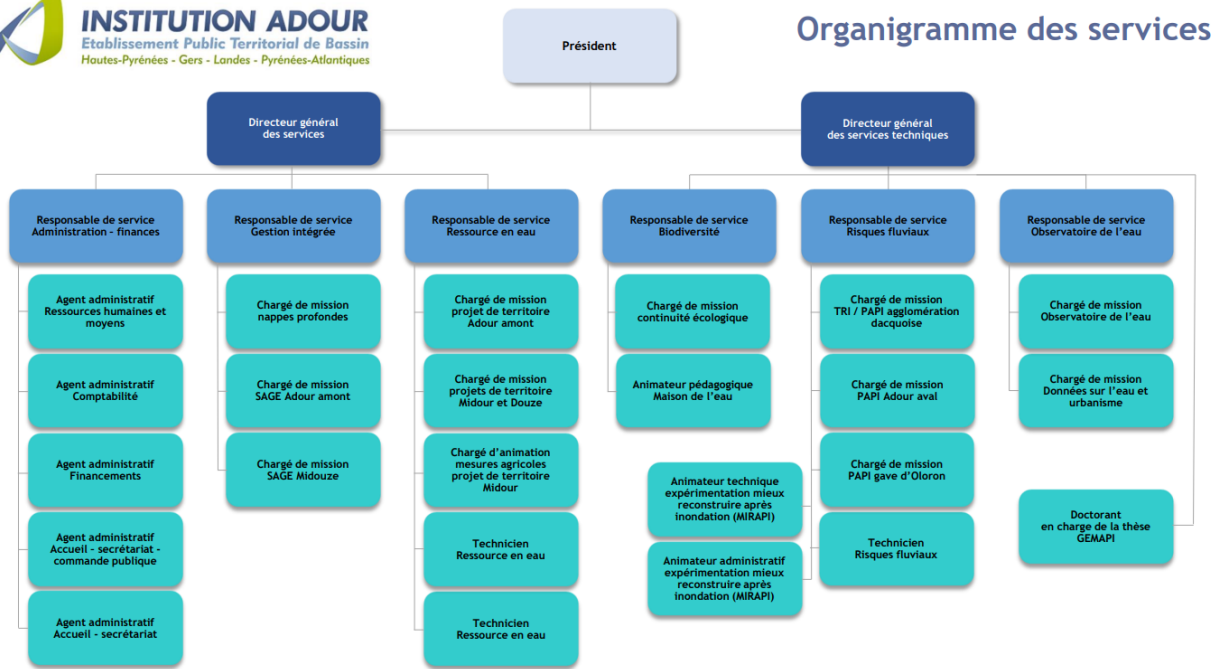 INSTITUTION ADOUR
Etablissement Public Territorial de Bassin
Hautes-Pyrénées - Gers - Landes - Pyrénées-Atlantiques
Organigramme des services
Président
Directeur général
des services
Directeur général
des services techniques
Responsable de service
Administration - finances
Responsable de service
Gestion intégrée
Responsable de service
Ressource en eau
Responsable de service
Biodiversité
Responsable de service
Risques fluviaux
Responsable de service
Observatoire de l'eau
Agent administratif
Ressources humaines et
moyens
Agent administratif
Comptabilité
Agent administratif
Financements
Agent administratif
Accueil - secrétariat -
commande publique
Agent administratif
Accueil - secrétariat
Chargé de mission
nappes profondes
Chargé de mission
SAGE Adour amont
Chargé de mission
SAGE Midouze
Chargé de mission
projet de territoire
Adour amont
Chargé de mission
projets de territoire
Midour et Douze
Chargé d'animation
mesures agricoles
projet de territoire
Midour
Technicien
Ressource en eau
Technicien
Ressource en eau
Chargé de mission
continuité écologique
Animateur pédagogique
Maison de l'eau
Chargé de mission
TRI / PAPI agglomération
dacquoise
Chargé de mission
PAPI Adour aval
Chargé de mission
PAPI gave d'Oloron
Technicien
Risques fluviaux
Animateur technique
expérimentation mieux
reconstruire après
inondation (MIRAPI)
Animateur administratif
expérimentation mieux
reconstruire après
inondation (MIRAPI)
Chargé de mission
Observatoire de l'eau
Chargé de mission
Données sur l'eau et
urbanisme
Doctorant
en charge de la thèse
GEMAPI